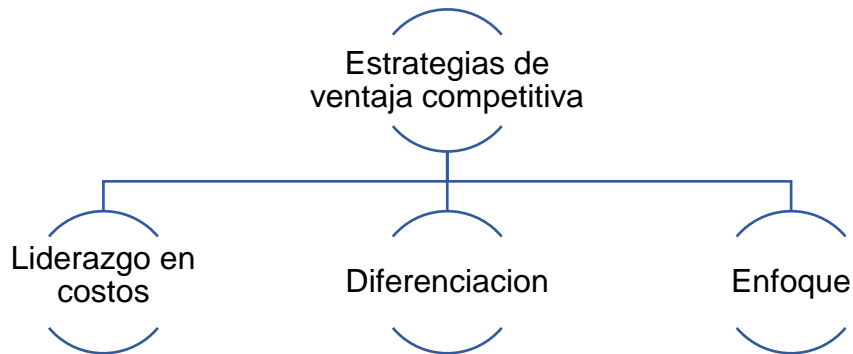 Estrategias de
ventaja competitiva
Liderazgo en
costos
Diferenciacion
Enfoque